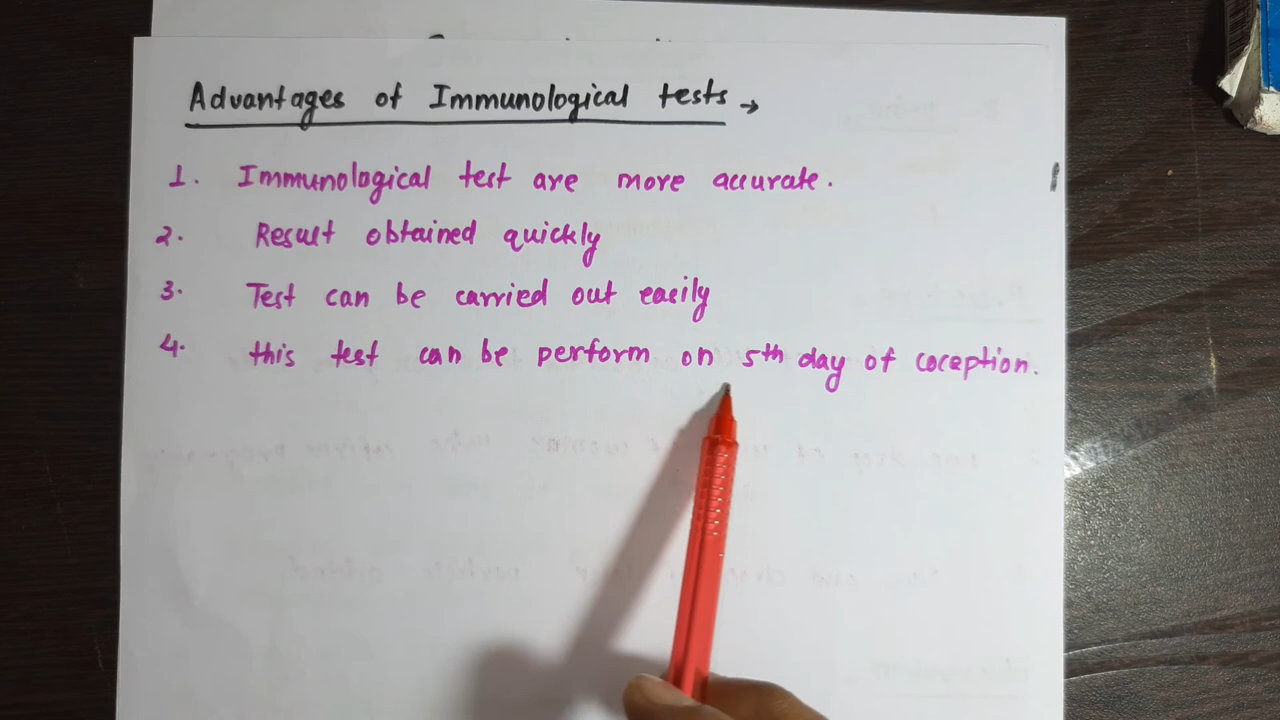 Advantages of Immunological tests →
1. Immunological test are more accurate.
2. Result obtained quickly
3. Test can be carried out easily
4. this test can be perform on 5th day of coception.